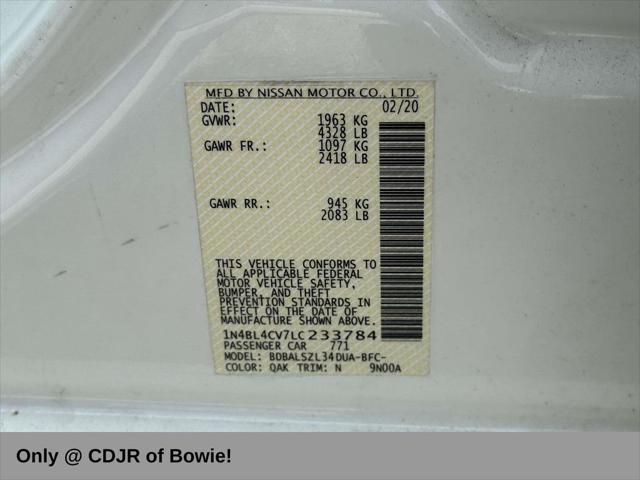 MFD BY NISSAN MOTOR CO., LTD.
DATE: 02/20
GVWR: 1963 KG
4328 LB
GAWR FR.: 1097 KG
2418 LB
GAWR RR.: 945 KG
2083 LB
THIS VEHICLE CONFORMS TO
ALL APPLICABLE FEDERAL
MOTOR VEHICLE SAFETY,
BUMPER, AND THEFT
PREVENTION STANDARDS IN
EFFECT ON THE DATE OF
MANUFACTURE SHOWN ABOVE.
1N4BL4CV7LC233784
PASSENGER CAR 771
MODEL: BDBALSZL34DUA-BFC-
COLOR: QAK TRIM: N 9N00A
Only @ CDJR of Bowie!